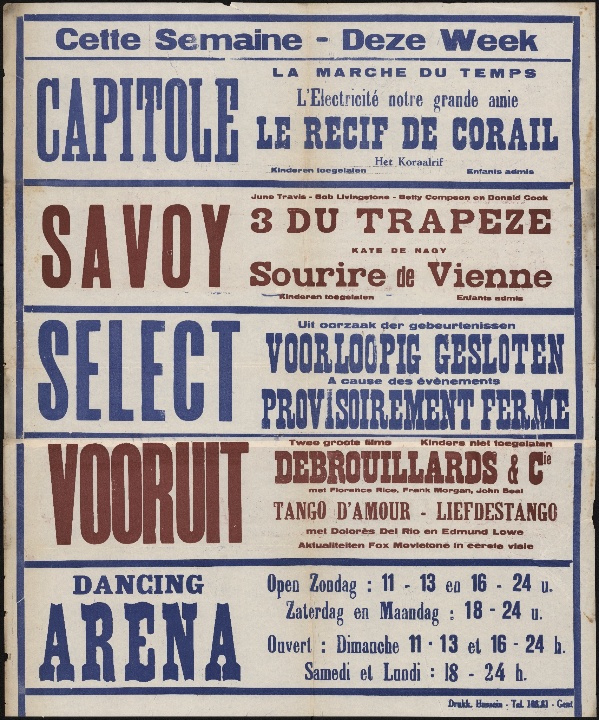 Cette Semaine - Deze Week
CAPITOLE
LA MARCHE DU TEMPS
L'Electricité notre grande amie
LE RECIF DE CORAIL
Het Koraalrif
Kinderen toegelaten Enfants admis
SAVOY
June Travis - Bob Livingstone - Betty Compson en Donald Cook
3 DU TRAPEZE
KATE DE NAGY
Sourire de Vienne
Kinderen toegelaten Enfants admis
SELECT
Uit oorzaak der gebeurtenissen
VOORLOOPIG GESLOTEN
A cause des évènements
PROVISOIREMENT FERME
VOORUIT
Twee groote films Kinders niet toegelaten
DEBROUILLARDS & Cie
met Florence Rice, Frank Morgan, John Beal
TANGO D'AMOUR - LIEFDESTANGO
met Dolorès Del Rio en Edmund Lowe
Aktualiteiten Fox Movietone in eerste visie
DANCING
ARENA
Open Zondag : 11 - 13 en 16 - 24 u.
Zaterdag en Maandag : 18 - 24 u.
Ouvert : Dimanche 11 - 13 et 16 - 24 h.
Samedi et Lundi : 18 - 24 h.
Drukk. Hussein - Tel. - Gent